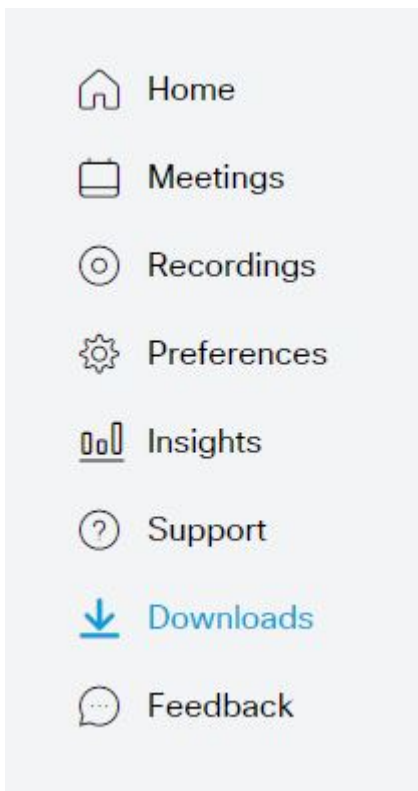 Home
Meetings
Recordings
Preferences
Insights
Support
Downloads
Feedback